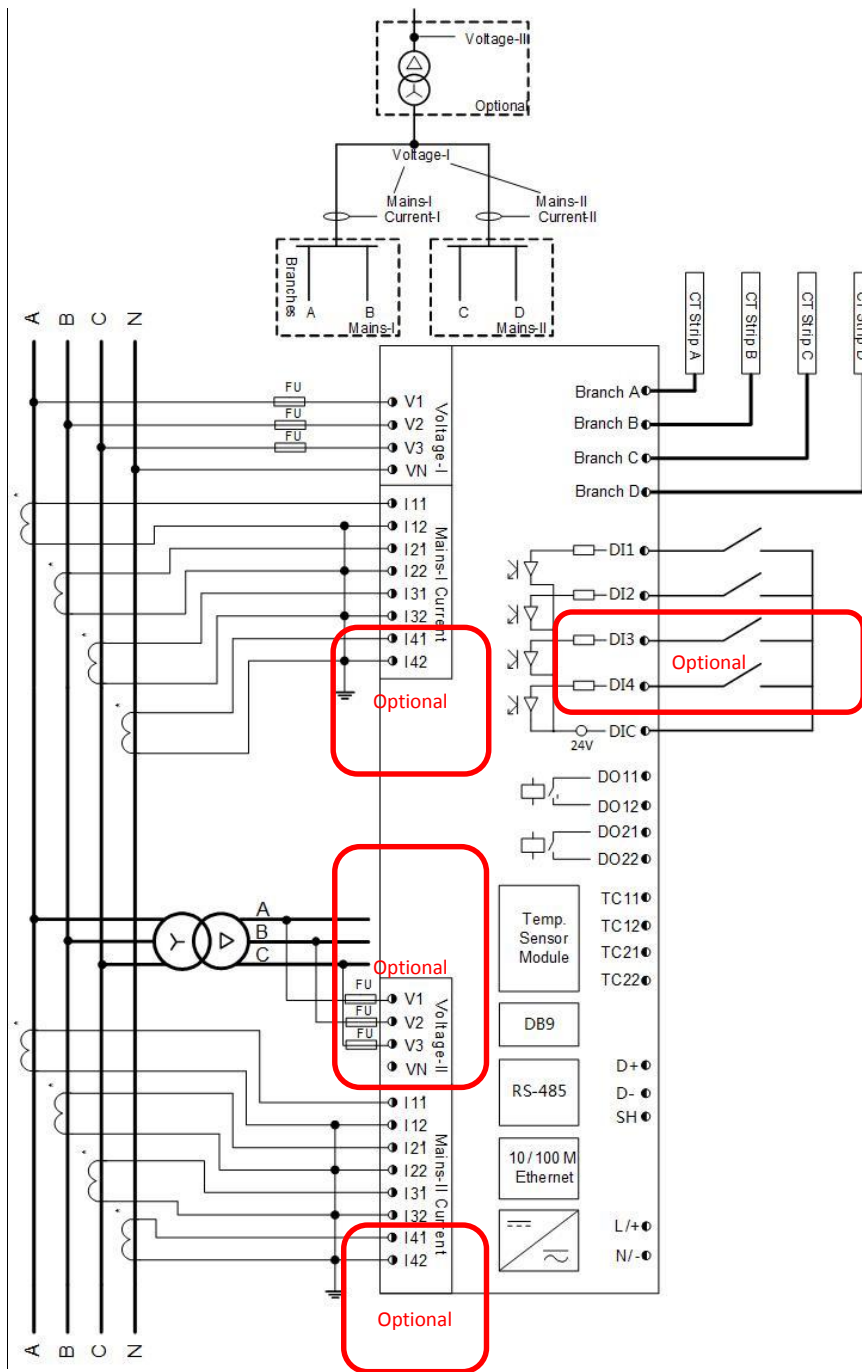 Voltage-III
Optional
Voltage-I
Mains-I
Current-I
Mains-II
Current-II
Branches
A
B
Mains-I
C
D
Mains-II
A
B
C
N
CT Strip A
CT Strip B
CT Strip C
CT Strip D
FU
V1
FU
V2
FU
V3
VN
Voltage-I
I11
I12
I21
I22
I31
I32
I41
I42
Mains-I Current
Optional
Branch A
Branch B
Branch C
Branch D
DI1
DI2
DI3
Optional
DI4
DIC
24V
DO11
DO12
DO21
DO22
TC11
TC12
TC21
TC22
Temp.
Sensor
Module
DB9
RS-485
D+
D-
SH
10/100 M
Ethernet
L/+
N/-
A
B
C
Optional
FU
V1
FU
V2
FU
V3
VN
Voltage-II
I11
I12
I21
I22
I31
I32
I41
I42
Mains-II Current
Optional
A
B
C
N